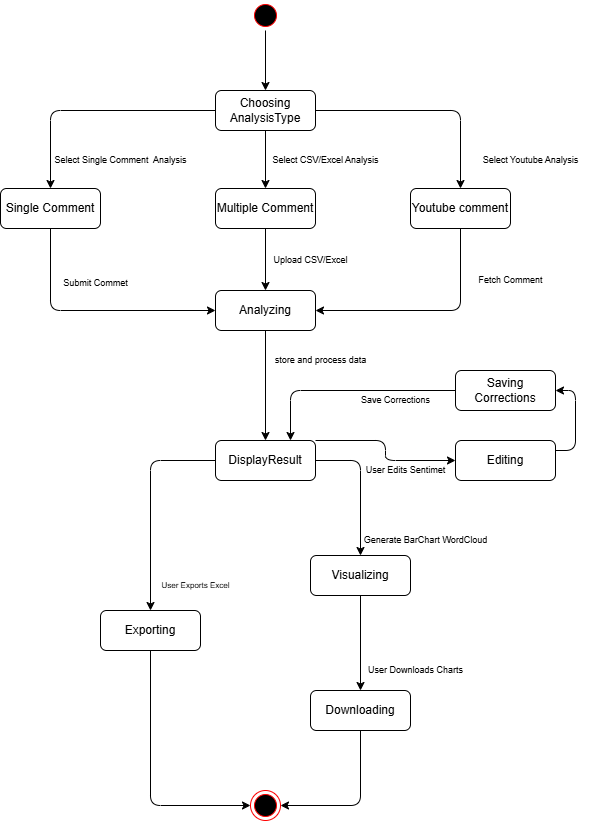 Choosing
AnalysisType
Select Single Comment  Analysis
Select CSV/Excel Analysis
Select Youtube Analysis
Single Comment
Multiple Comment
Youtube comment
Upload CSV/Excel
Submit Commet
Fetch Comment
Analyzing
store and process data
Saving
Corrections
Save Corrections
DisplayResult
User Edits Sentimet
Editing
Generate BarChart WordCloud
Visualizing
User Exports Excel
Exporting
User Downloads Charts
Downloading